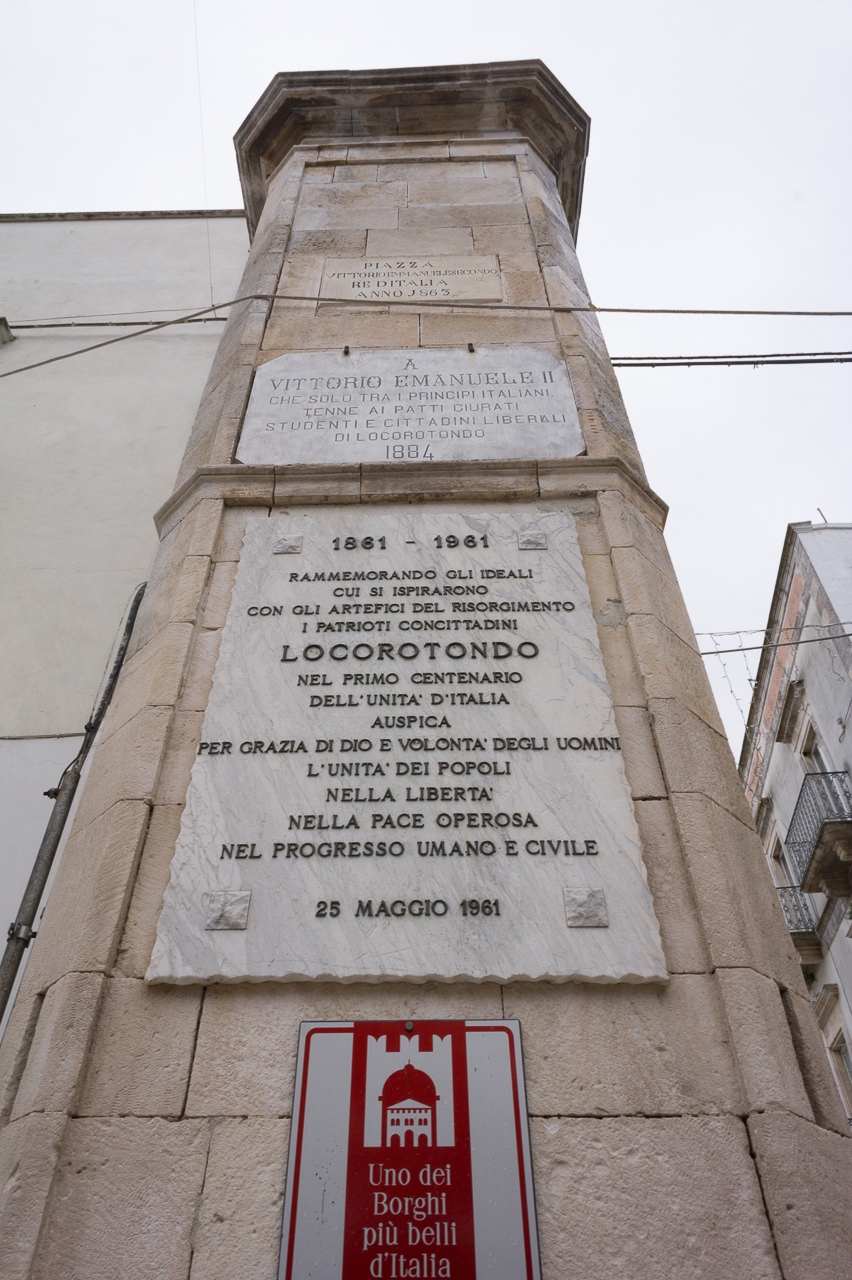 PIAZZA
VITTORIO EMMANUELE SECONDO
RE D'ITALIA
ANNO 1863
A
VITTORIO EMANUELE II
CHE SOLO TRA I PRINCIPI ITALIANI,
TENNE AI PATTI GIURATI
STUDENTI E CITTADINI LIBERALI
DI LOCOROTONDO
1884
1861 - 1961
RAMMEMORANDO GLI IDEALI
CUI SI ISPIRARONO
CON GLI ARTEFICI DEL RISORGIMENTO
I PATRIOTI CONCITTADINI
LOCOROTONDO
NEL PRIMO CENTENARIO
DELL'UNITA' D'ITALIA
AUSPICA
PER GRAZIA DI DIO E VOLONTA' DEGLI UOMINI
L'UNITA' DEI POPOLI
NELLA LIBERTA'
NELLA PACE OPEROSA
NEL PROGRESSO UMANO E CIVILE
25 MAGGIO 1961
Uno dei
Borghi
più belli
d'Italia